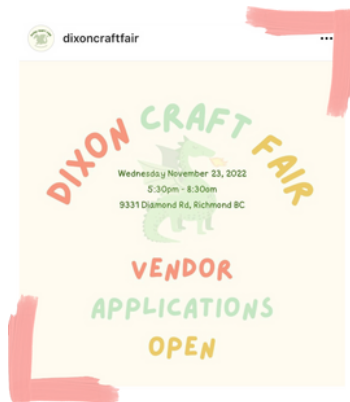 dixoncraftfair
DIXON CRAFT FAIR
Wednesday November 23, 2022
5:30pm - 8:30pm
9331 Diamond Rd, Richmond BC
VENDOR
APPLICATIONS
OPEN